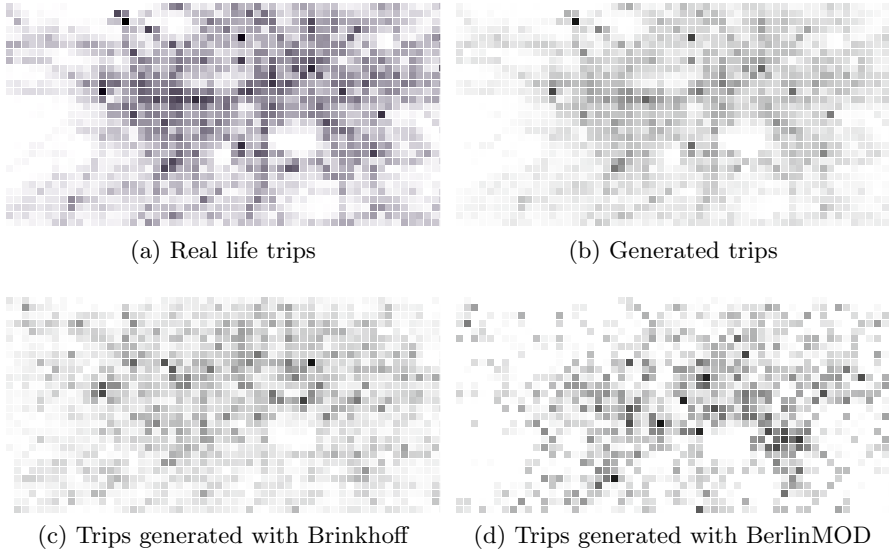 (a) Real life trips
(b) Generated trips
(c) Trips generated with Brinkhoff
(d) Trips generated with BerlinMOD